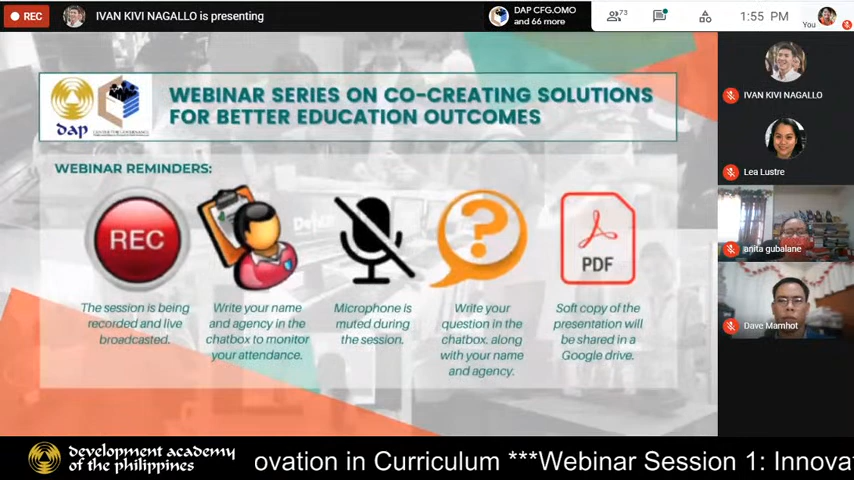 REC
IVAN KIVI NAGALLO is presenting
DAP CFG.OMO
and 66 more
73
1:55 PM
You
WEBINAR SERIES ON CO-CREATING SOLUTIONS
FOR BETTER EDUCATION OUTCOMES
dap
WEBINAR REMINDERS:
REC
PDF
The session is being
recorded and live
broadcasted.
Write your name
and agency in the
chatbox to monitor
your attendance.
Microphone is
muted during
the session.
Write your
question in the
chatbox. along
with your name
and agency.
Soft copy of the
presentation will
be shared in a
Google drive.
IVAN KIVI NAGALLO
Lea Lustre
anita gubalane
Dave Mamhot
development academy
of the philippines
ovation in Curriculum ***Webinar Session 1: Innova